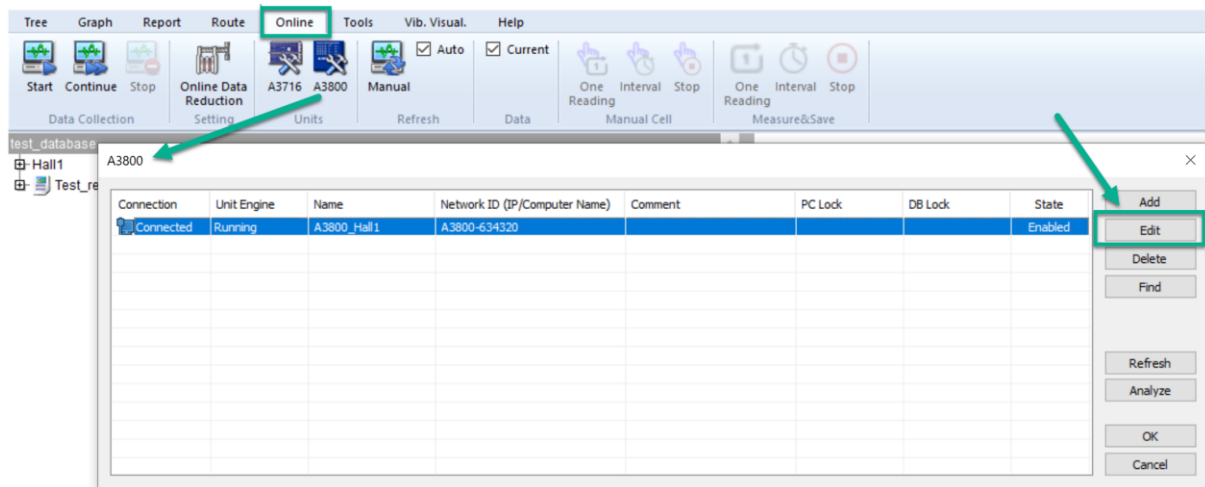 Tree Graph Report Route Online Tools Vib. Visual. Help
Auto Current
Start Continue Stop Online Data Reduction A3716 A3800 Manual One Reading Interval Stop One Reading Interval Stop
Data Collection Setting Units Refresh Data Manual Cell Measure&Save
test_database
Hall1
Test_re
A3800
Connection Unit Engine Name Network ID (IP/Computer Name) Comment PC Lock DB Lock State
Connected Running A3800_Hall1 A3800-634320 Enabled
Add
Edit
Delete
Find
Refresh
Analyze
OK
Cancel